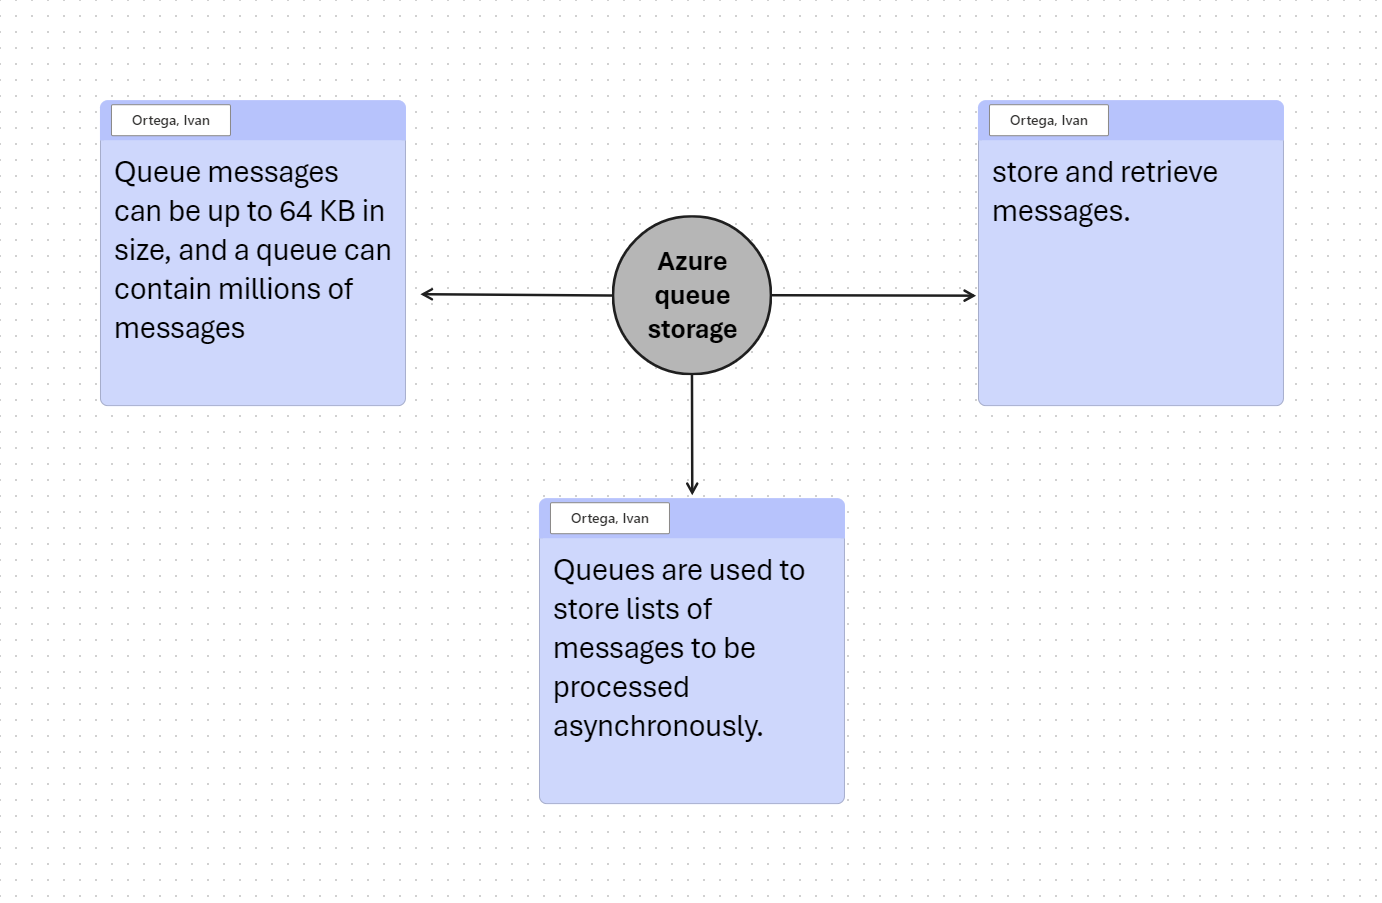 Ortega, Ivan
Queue messages
can be up to 64 KB in
size, and a queue can
contain millions of
messages
Azure
queue
storage
Ortega, Ivan
store and retrieve
messages.
Ortega, Ivan
Queues are used to
store lists of
messages to be
processed
asynchronously.